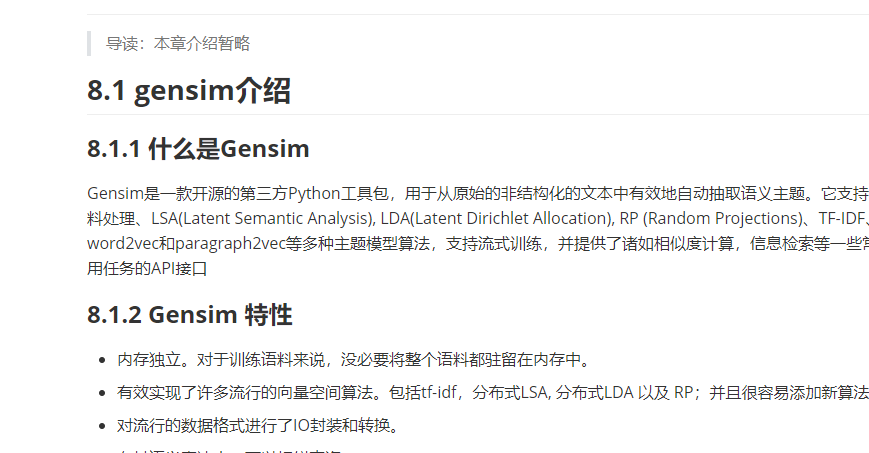 导读：本章介绍暂略
8.1 gensim介绍
8.1.1 什么是Gensim
Gensim是一款开源的第三方Python工具包，用于从原始的非结构化的文本中有效地自动抽取语义主题。它支持
料处理、LSA(Latent Semantic Analysis), LDA(Latent Dirichlet Allocation), RP (Random Projections)、TF-IDF、
word2vec和paragraph2vec等多种主题模型算法，支持流式训练，并提供了诸如相似度计算，信息检索等一些常
用任务的API接口
8.1.2 Gensim 特性
• 内存独立。对于训练语料来说，没必要将整个语料都驻留在内存中。
• 有效实现了许多流行的向量空间算法。包括tf-idf，分布式LSA, 分布式LDA 以及 RP；并且很容易添加新算法
• 对流行的数据格式进行了IO封装和转换。